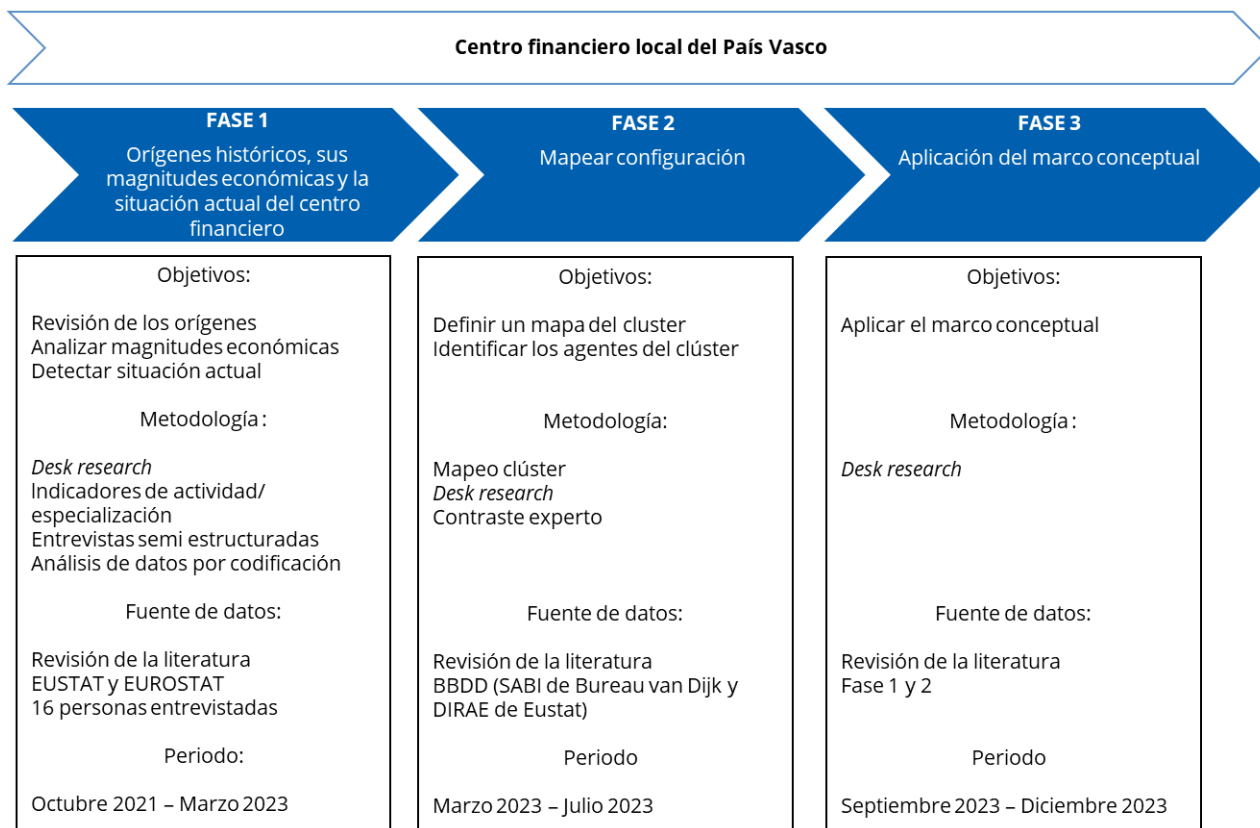 Centro financiero local del País Vasco
FASE 1
Orígenes históricos, sus
magnitudes económicas y la
situación actual del centro
financiero
FASE 2
Mapear configuración
FASE 3
Aplicación del marco conceptual
Objetivos:
Revisión de los orígenes
Analizar magnitudes económicas
Detectar situación actual
Metodología:
Desk research
Indicadores de actividad/
especialización
Entrevistas semi estructuradas
Análisis de datos por codificación
Fuente de datos:
Revisión de la literatura
EUSTAT y EUROSTAT
16 personas entrevistadas
Periodo:
Octubre 2021 – Marzo 2023
Objetivos:
Definir un mapa del cluster
Identificar los agentes del clúster
Metodología:
Mapeo clúster
Desk research
Contraste experto
Fuente de datos:
Revisión de la literatura
BBDD (SABI de Bureau van Dijk y
DIRAE de Eustat)
Periodo
Marzo 2023 – Julio 2023
Objetivos:
Aplicar el marco conceptual
Metodología:
Desk research
Fuente de datos:
Revisión de la literatura
Fase 1 y 2
Periodo
Septiembre 2023 – Diciembre 2023